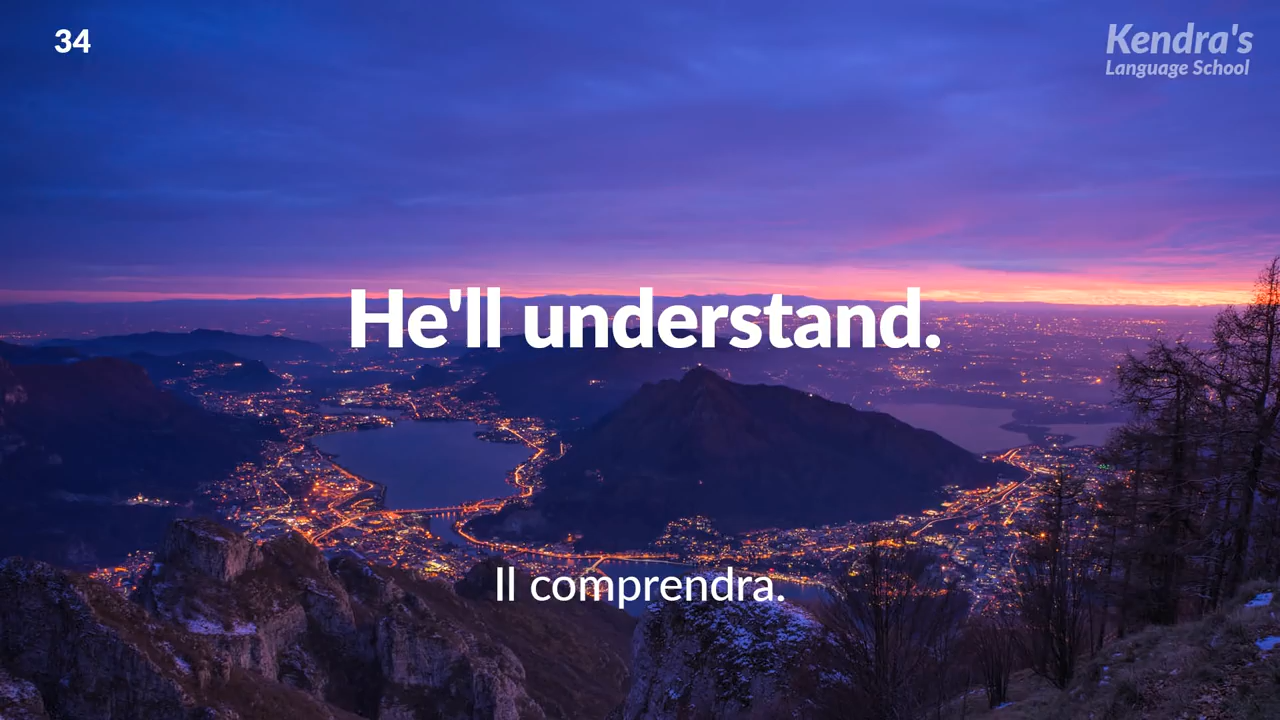 34
Kendra's
Language School
He'll understand.
Il comprendra.